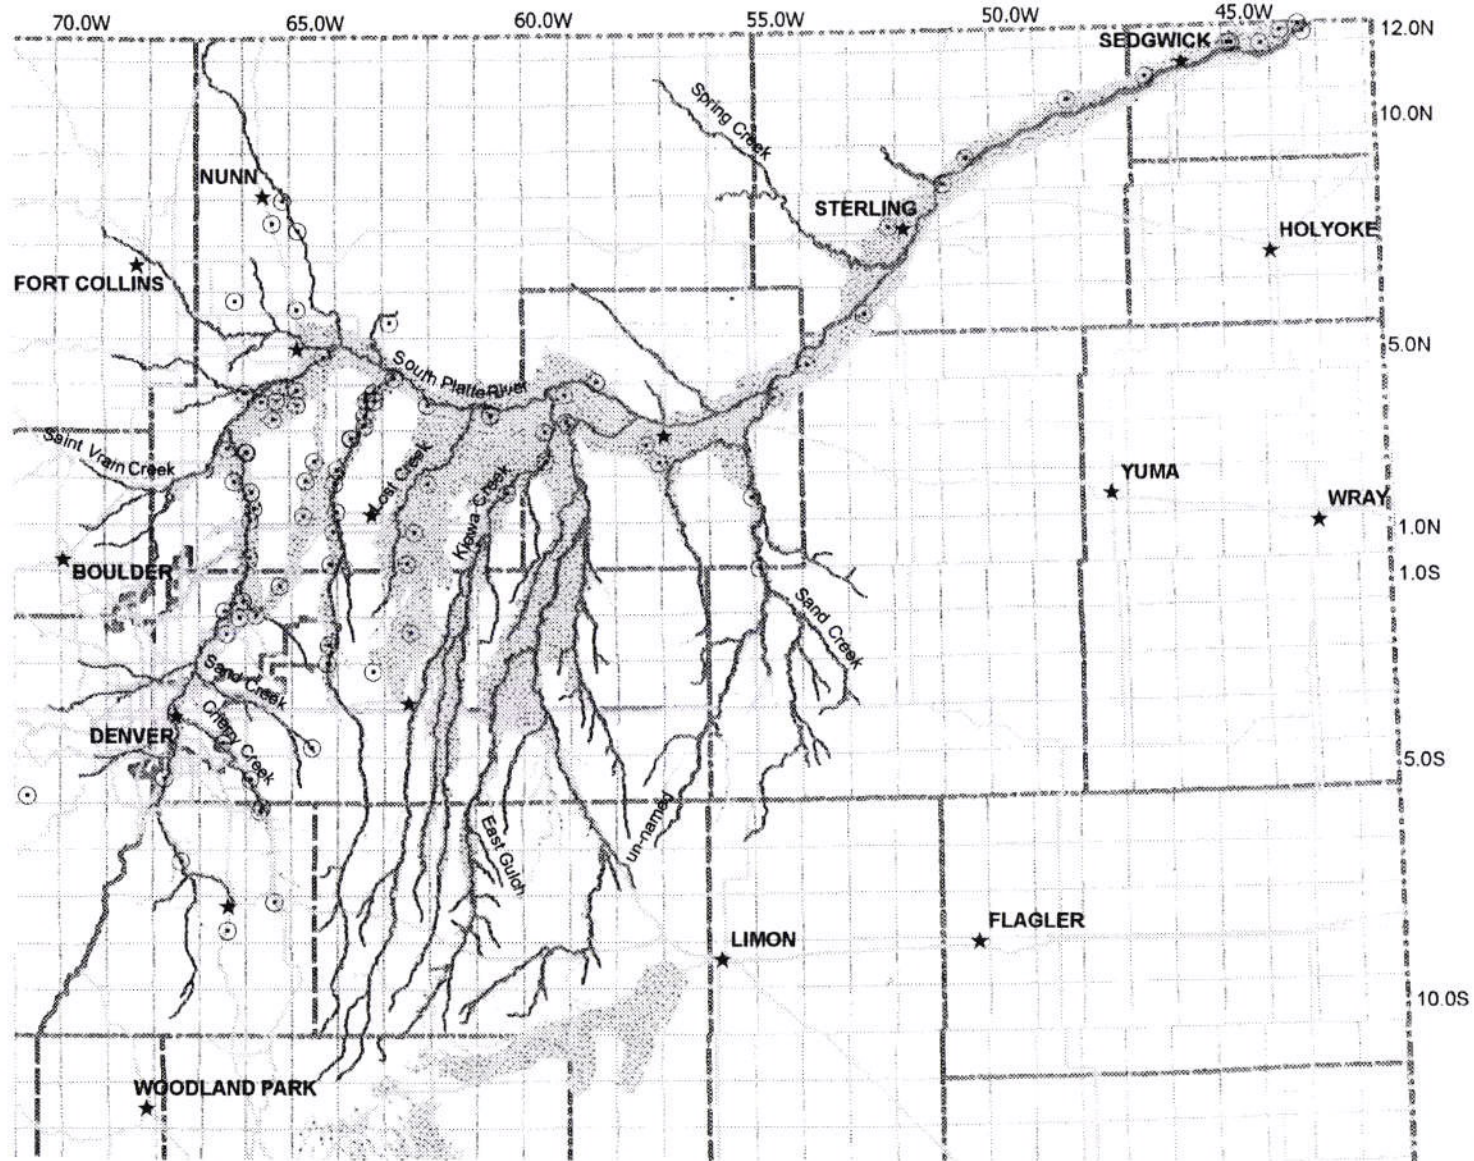 70.0W 65.0W 60.0W 55.0W 50.0W 45.0W
12.0N
SEDGWICK
Spring Creek
10.0N
NUNN
STERLING
HOLYOKE
FORT COLLINS
5.0N
South Platte River
Saint Vrain Creek
Lost Creek
Kiowa Creek
YUMA
WRAY
1.0N
BOULDER
1.0S
Sand Creek
Sand Creek
Cherry Creek
DENVER
5.0S
un-named
East Gulch
FLAGLER
LIMON
10.0S
WOODLAND PARK